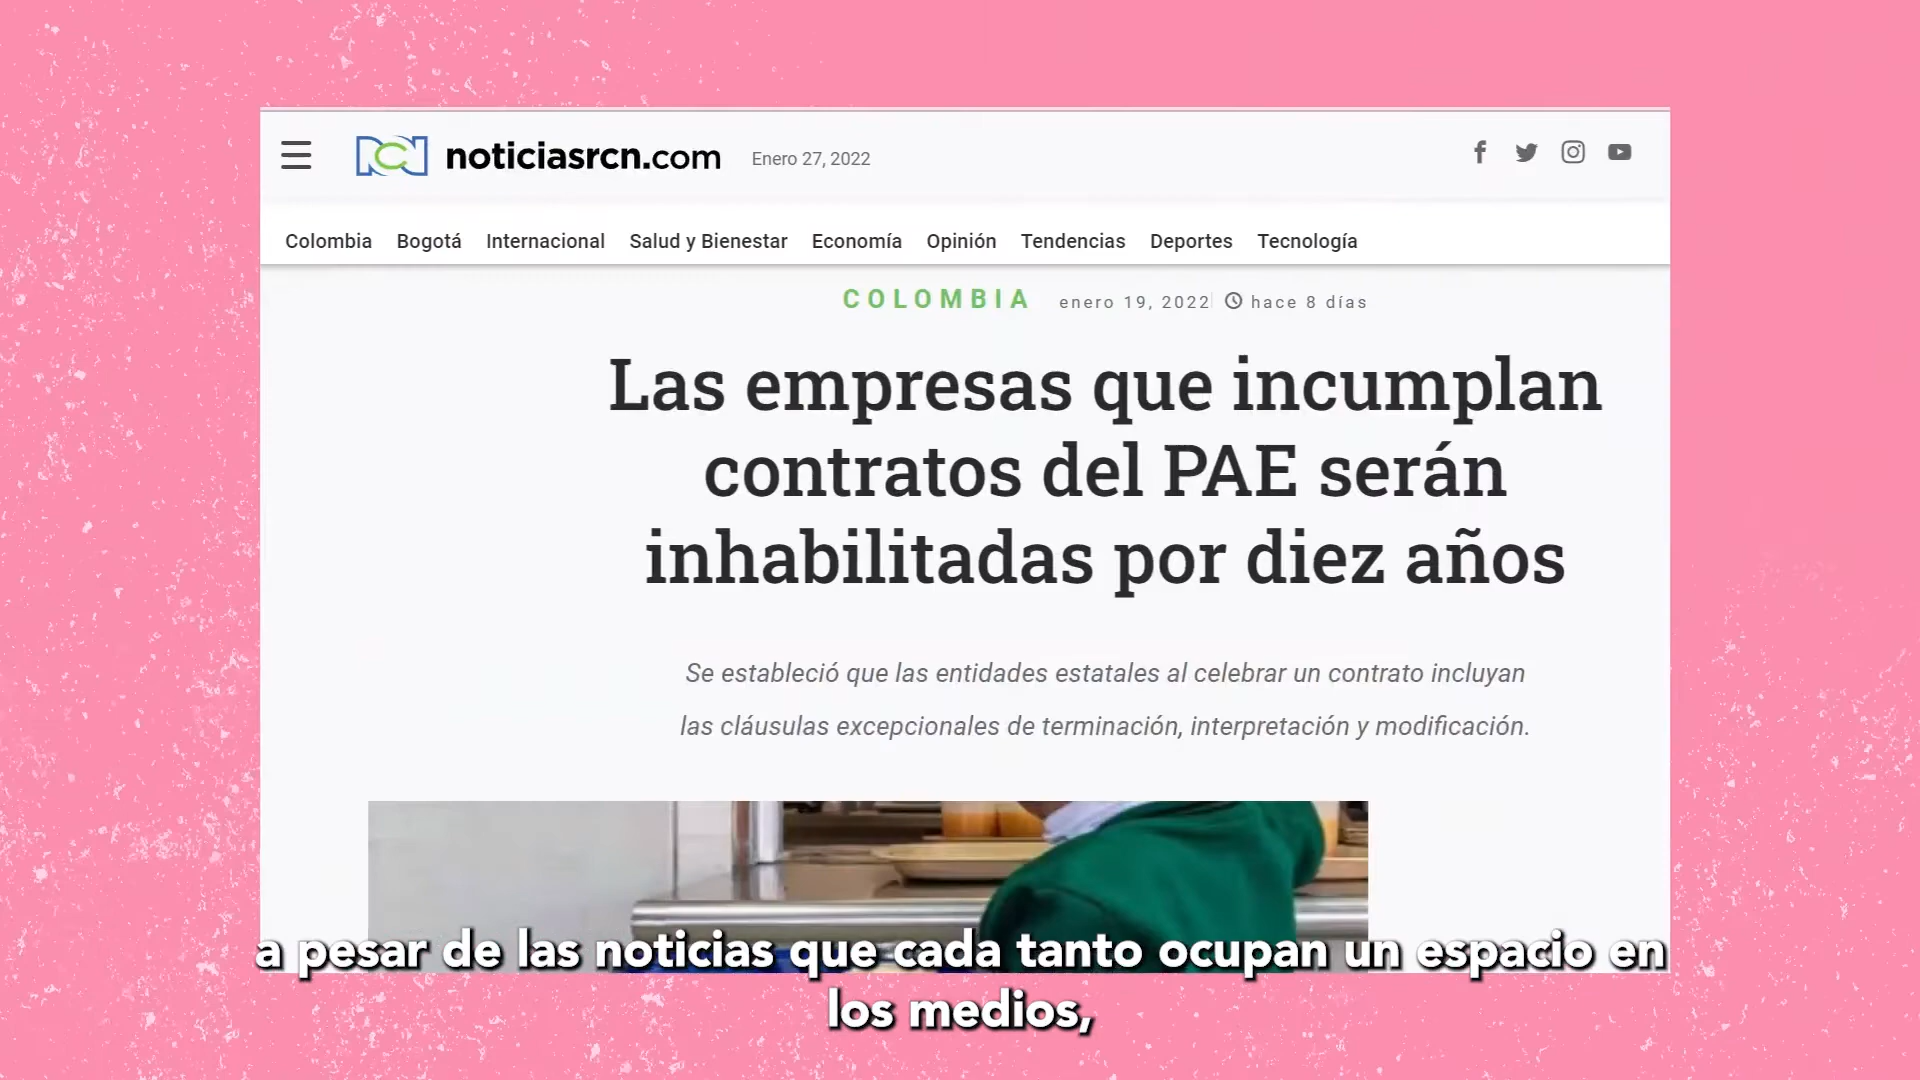 noticiasrcn.com Enero 27, 2022
Colombia Bogotá Internacional Salud y Bienestar Economía Opinión Tendencias Deportes Tecnología
COLOMBIA enero 19, 2022 hace 8 días
Las empresas que incumplan
contratos del PAE serán
inhabilitadas por diez años
Se estableció que las entidades estatales al celebrar un contrato incluyan
las cláusulas excepcionales de terminación, interpretación y modificación.
a pesar de las noticias que cada tanto ocupan un espacio en
los medios,